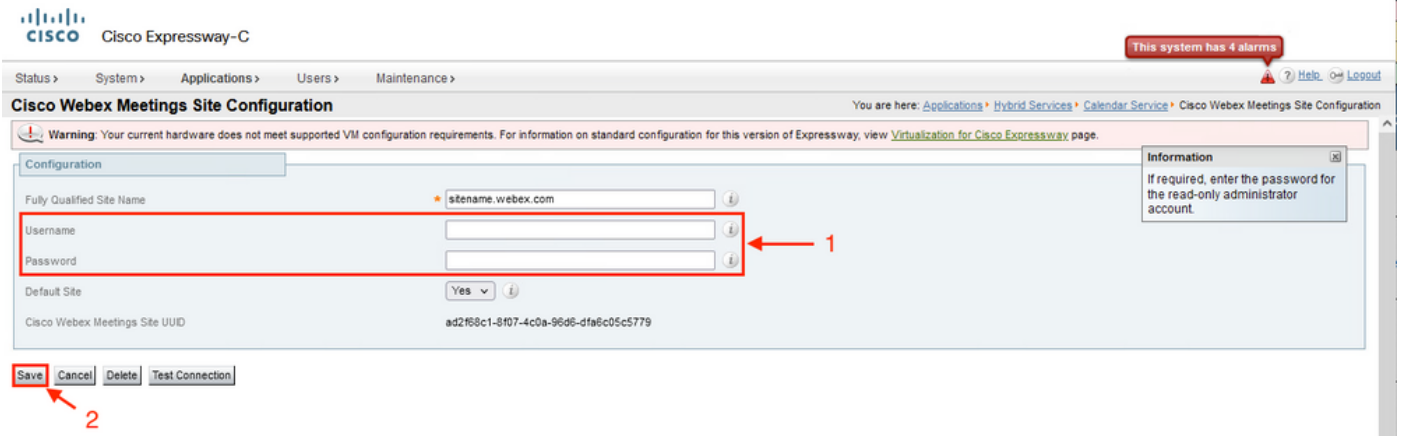 CISCO Cisco Expressway-C
This system has 4 alarms
Status > System > Applications > Users > Maintenance > ? Help Logout
Cisco Webex Meetings Site Configuration You are here: Applications Hybrid Services Calendar Service Cisco Webex Meetings Site Configuration
Warning: Your current hardware does not meet supported VM configuration requirements. For information on standard configuration for this version of Expressway, view Virtualization for Cisco Expressway page.
Configuration
Information
If required, enter the password for
the read-only administrator
account.
Fully Qualified Site Name * sitename.webex.com i
Username i
1
Password i
Default Site Yes i
Cisco Webex Meetings Site UUID ad2f68c1-8f07-4c0a-96d6-dfa6c05c5779
Save Cancel Delete Test Connection
2